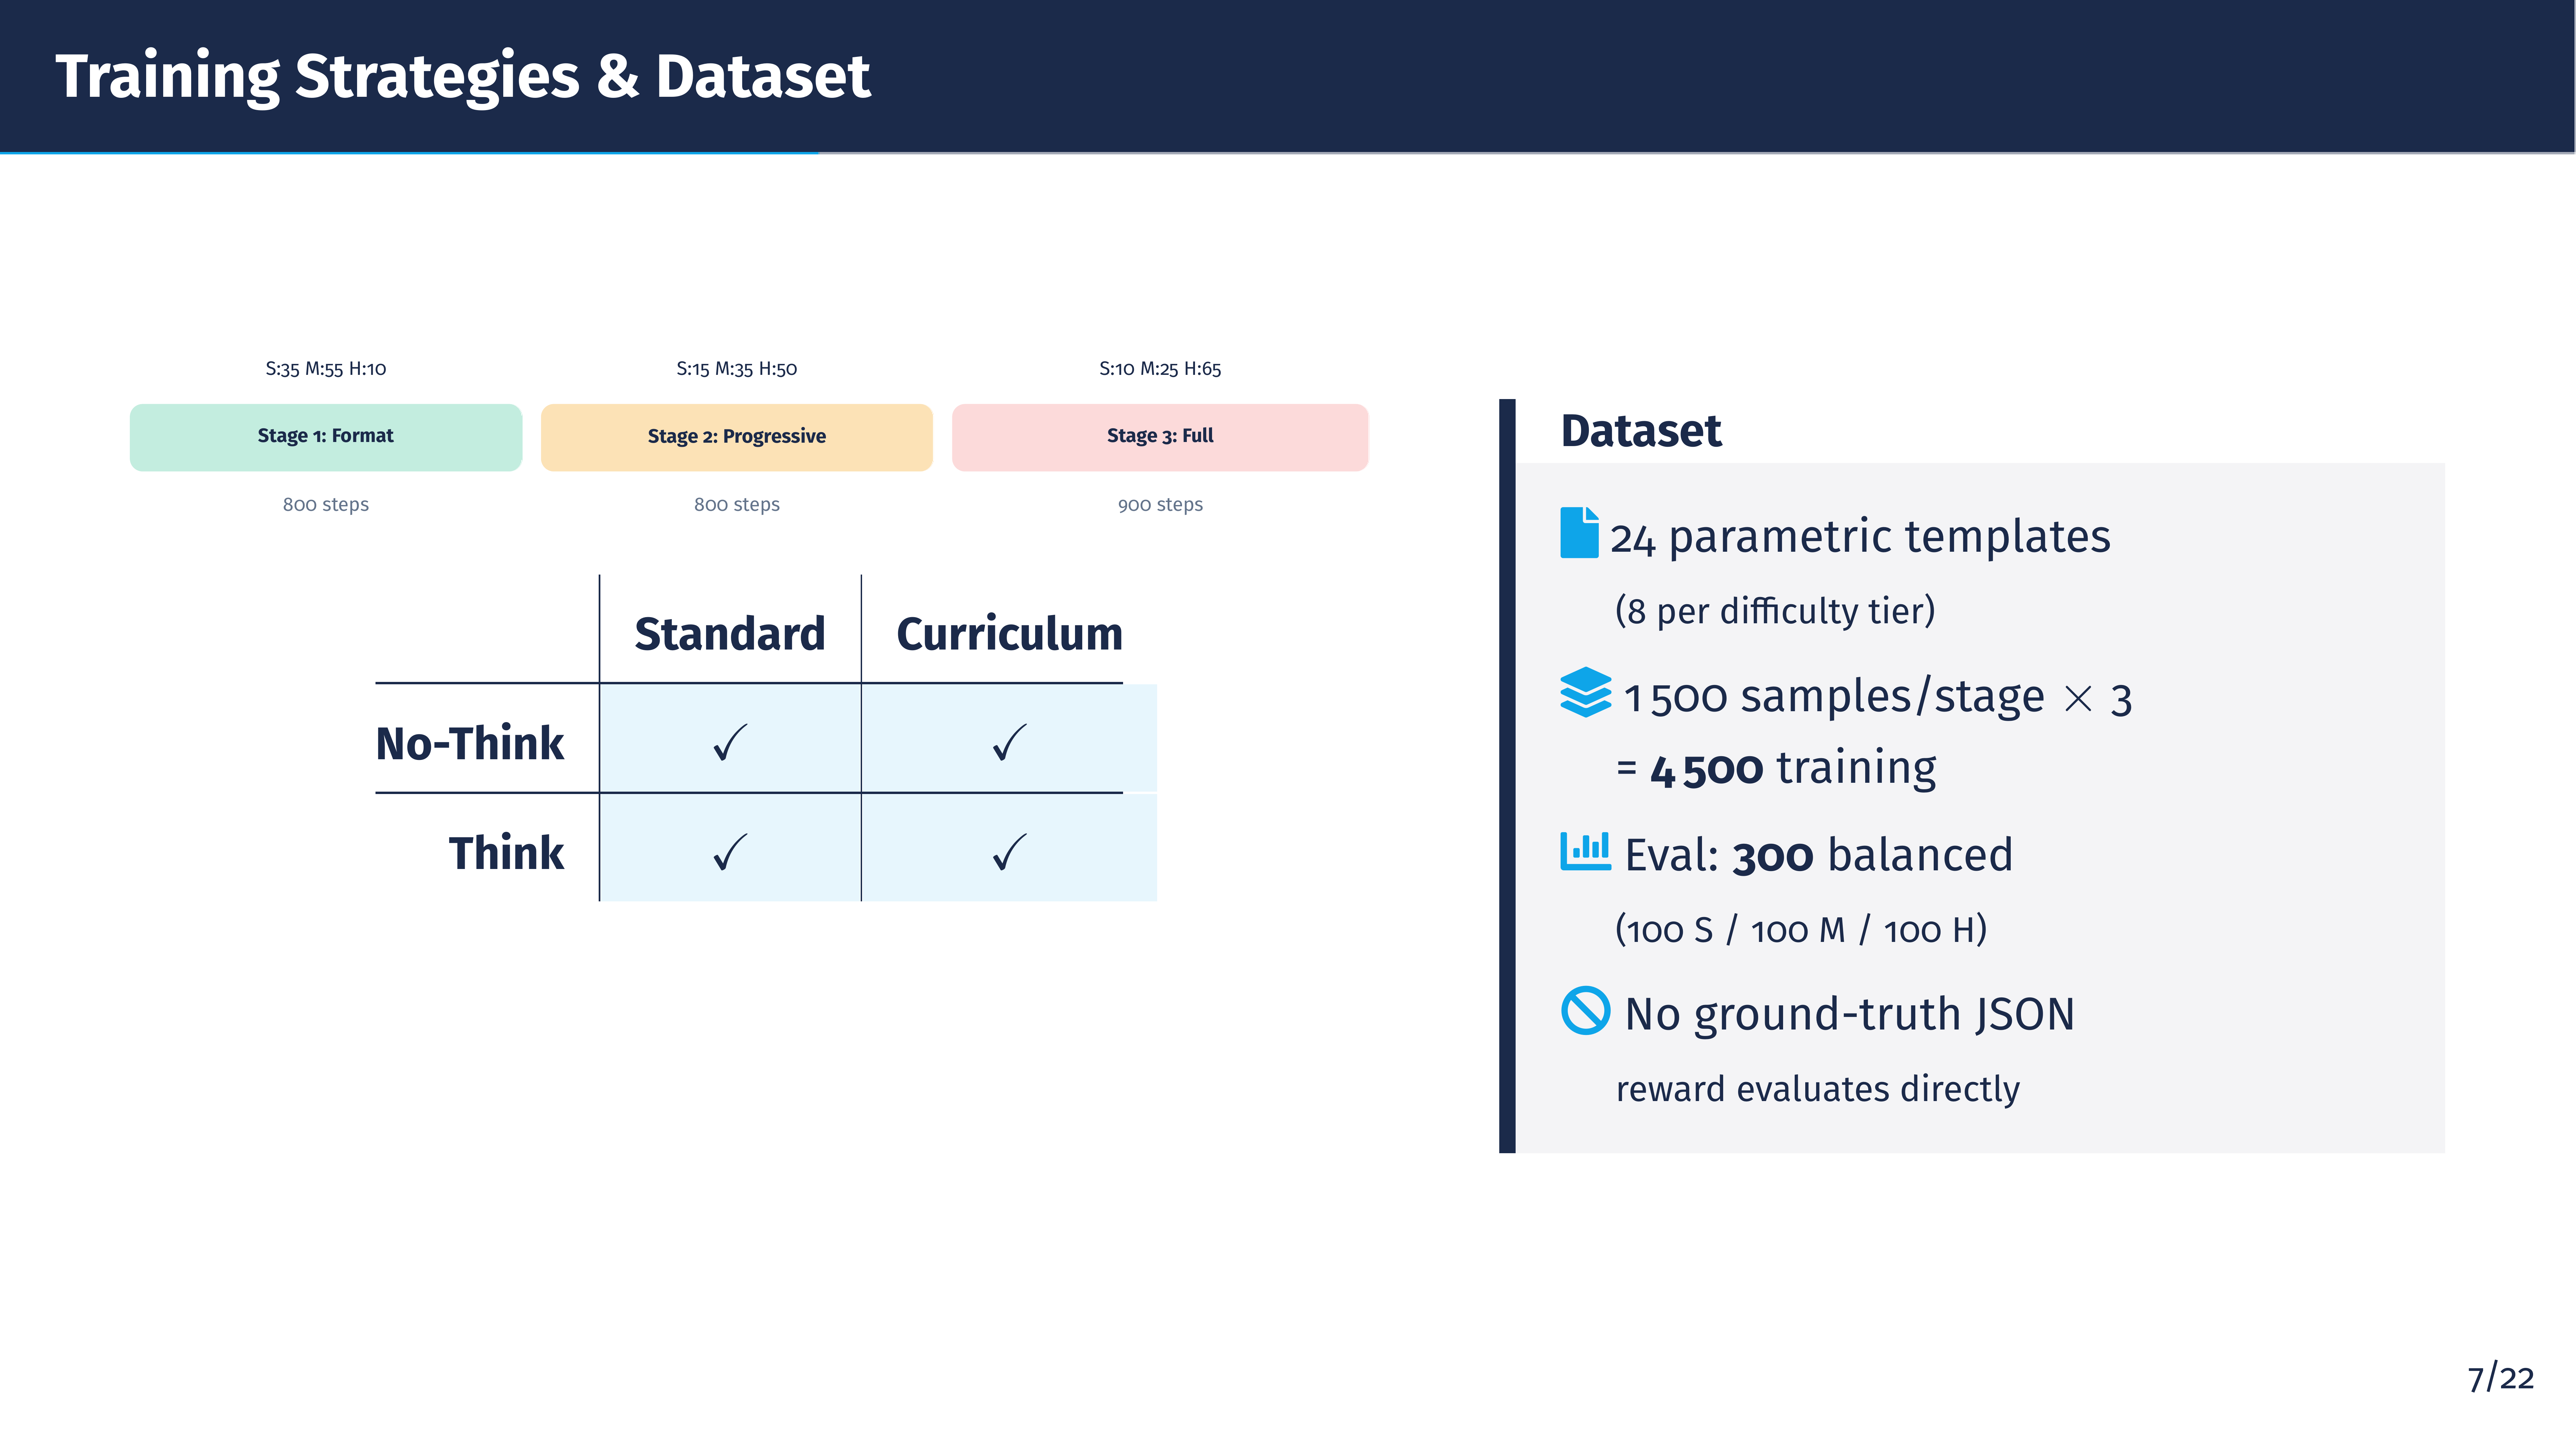 Training Strategies & Dataset
S:35 M:55 H:10
S:15 M:35 H:50
S:10 M:25 H:65
Stage 1: Format
Stage 2: Progressive
Stage 3: Full
800 steps
800 steps
900 steps
Standard Curriculum
No-Think ✓ ✓
Think ✓ ✓
Dataset
24 parametric templates
(8 per difficulty tier)
1 500 samples/stage × 3
= 4 500 training
Eval: 300 balanced
(100 S / 100 M / 100 H)
No ground-truth JSON
reward evaluates directly
7/22